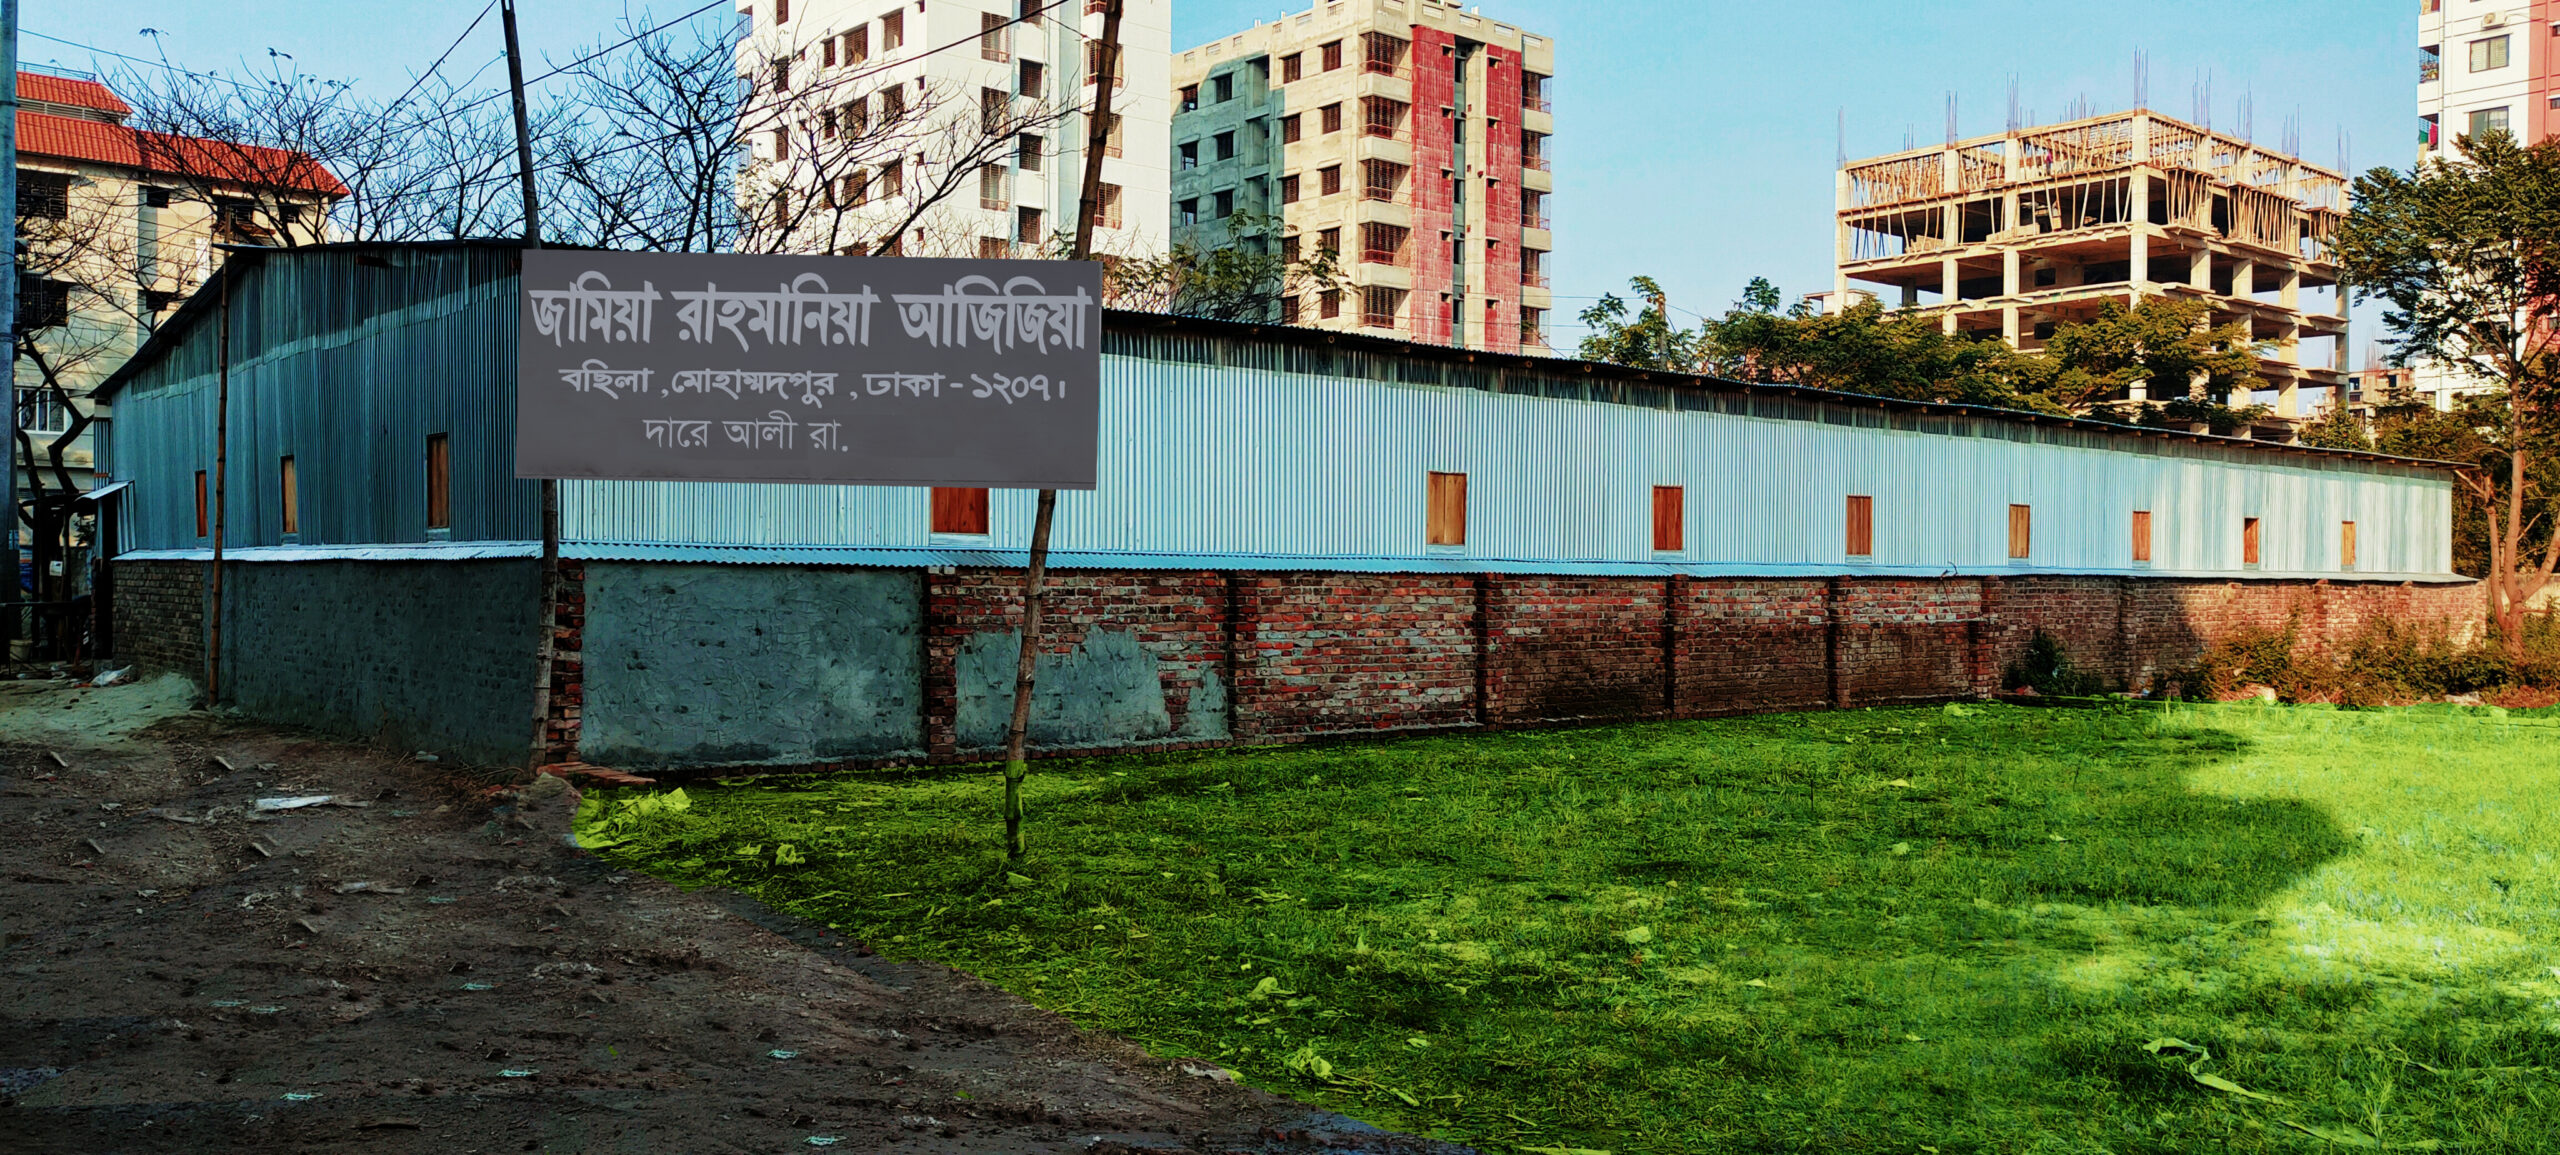 জামিয়া রাহমানিয়া আজিজিয়া
বছিলা ,মোহাম্মদপুর , ঢাকা - ১২০৭।
দারে আলী রা.